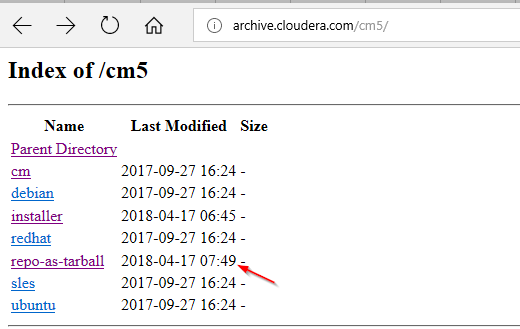 archive.cloudera.com/cm5/
Index of /cm5
Name Last Modified Size
Parent Directory
cm 2017-09-27 16:24 -
debian 2017-09-27 16:24 -
installer 2018-04-17 06:45 -
redhat 2017-09-27 16:24 -
repo-as-tarball 2018-04-17 07:49 -
sles 2017-09-27 16:24 -
ubuntu 2017-09-27 16:24 -